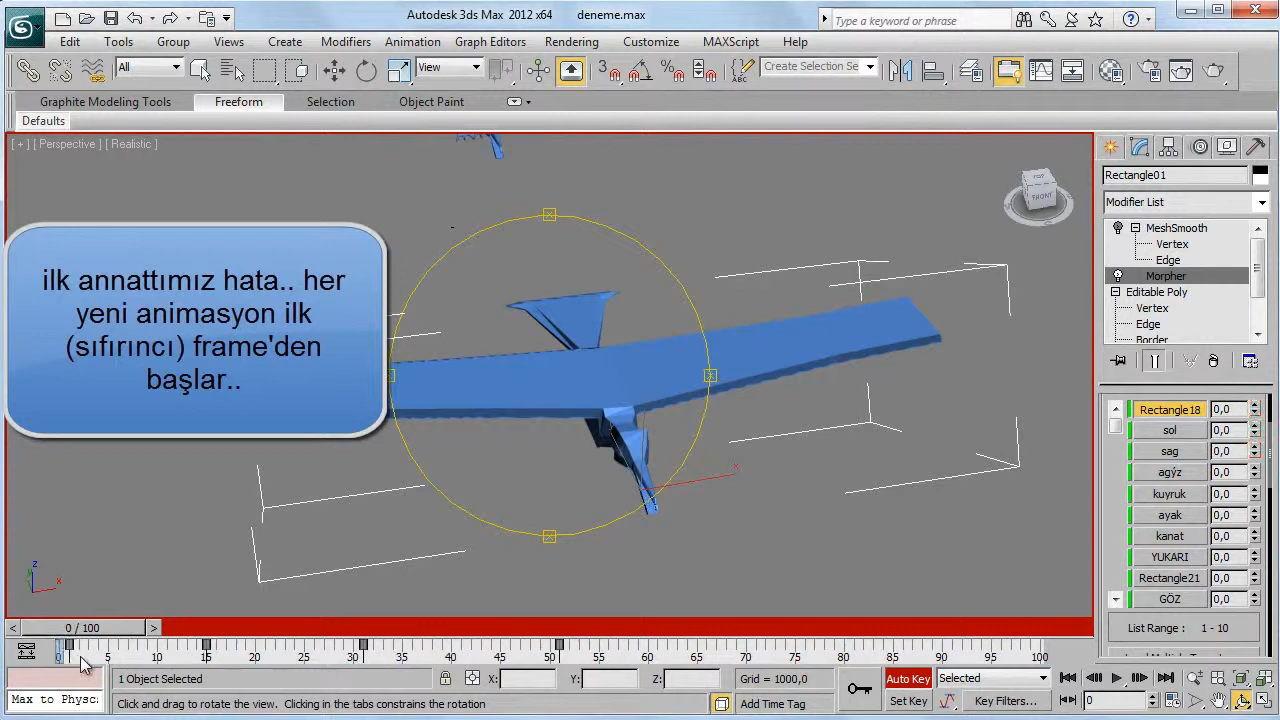 Autodesk 3ds Max 2012 x64 deneme.max
Type a keyword or phrase
Edit Tools Group Views Create Modifiers Animation Graph Editors Rendering Customize MAXScript Help
All View 3 Create Selection Se
Graphite Modeling Tools Freeform Selection Object Paint
Defaults
[ + ] [ Perspective ] [ Realistic ]
TOP
FRONT
ilk annattımız hata.. her
yeni animasyon ilk
(sıfırıncı) frame'den
başlar..
x
z
y
x
Rectangle01
Modifier List
MeshSmooth
Vertex
Edge
Morpher
Editable Poly
Vertex
Edge
Border
Rectangle18 0,0
sol 0,0
sag 0,0
agýz 0,0
kuyruk 0,0
ayak 0,0
kanat 0,0
YUKARI 0,0
Rectangle21 0,0
GÖZ 0,0
List Range : 1 - 10
< 0 / 100 >
0 5 10 15 20 25 30 35 40 45 50 55 60 65 70 75 80 85 90 95 100
1 Object Selected X: Y: Z: Grid = 1000,0 Auto Key Selected
Max to Physc: Click and drag to rotate the view. Clicking in the tabs constrains the rotation Add Time Tag Set Key Key Filters... 0